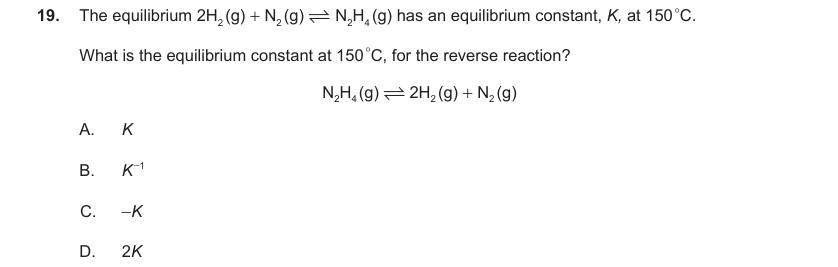 19. The equilibrium 2H₂(g) + N₂(g) ⇌ N₂H₄(g) has an equilibrium constant, K, at 150°C.
What is the equilibrium constant at 150°C, for the reverse reaction?
N₂H₄(g) ⇌ 2H₂(g) + N₂(g)
A. K
B. K⁻¹
C. –K
D. 2K